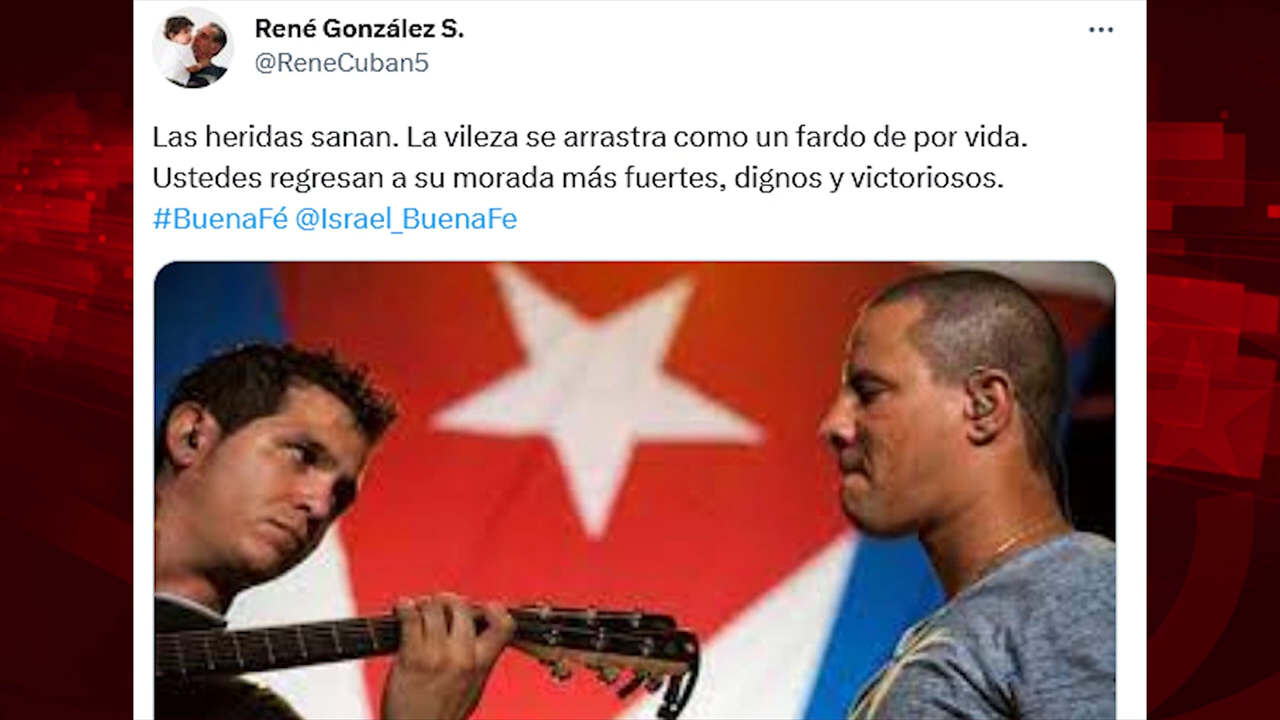 René González S.
@ReneCuban5
Las heridas sanan. La vileza se arrastra como un fardo de por vida.
Ustedes regresan a su morada más fuertes, dignos y victoriosos.
#BuenaFé @Israel_BuenaFe